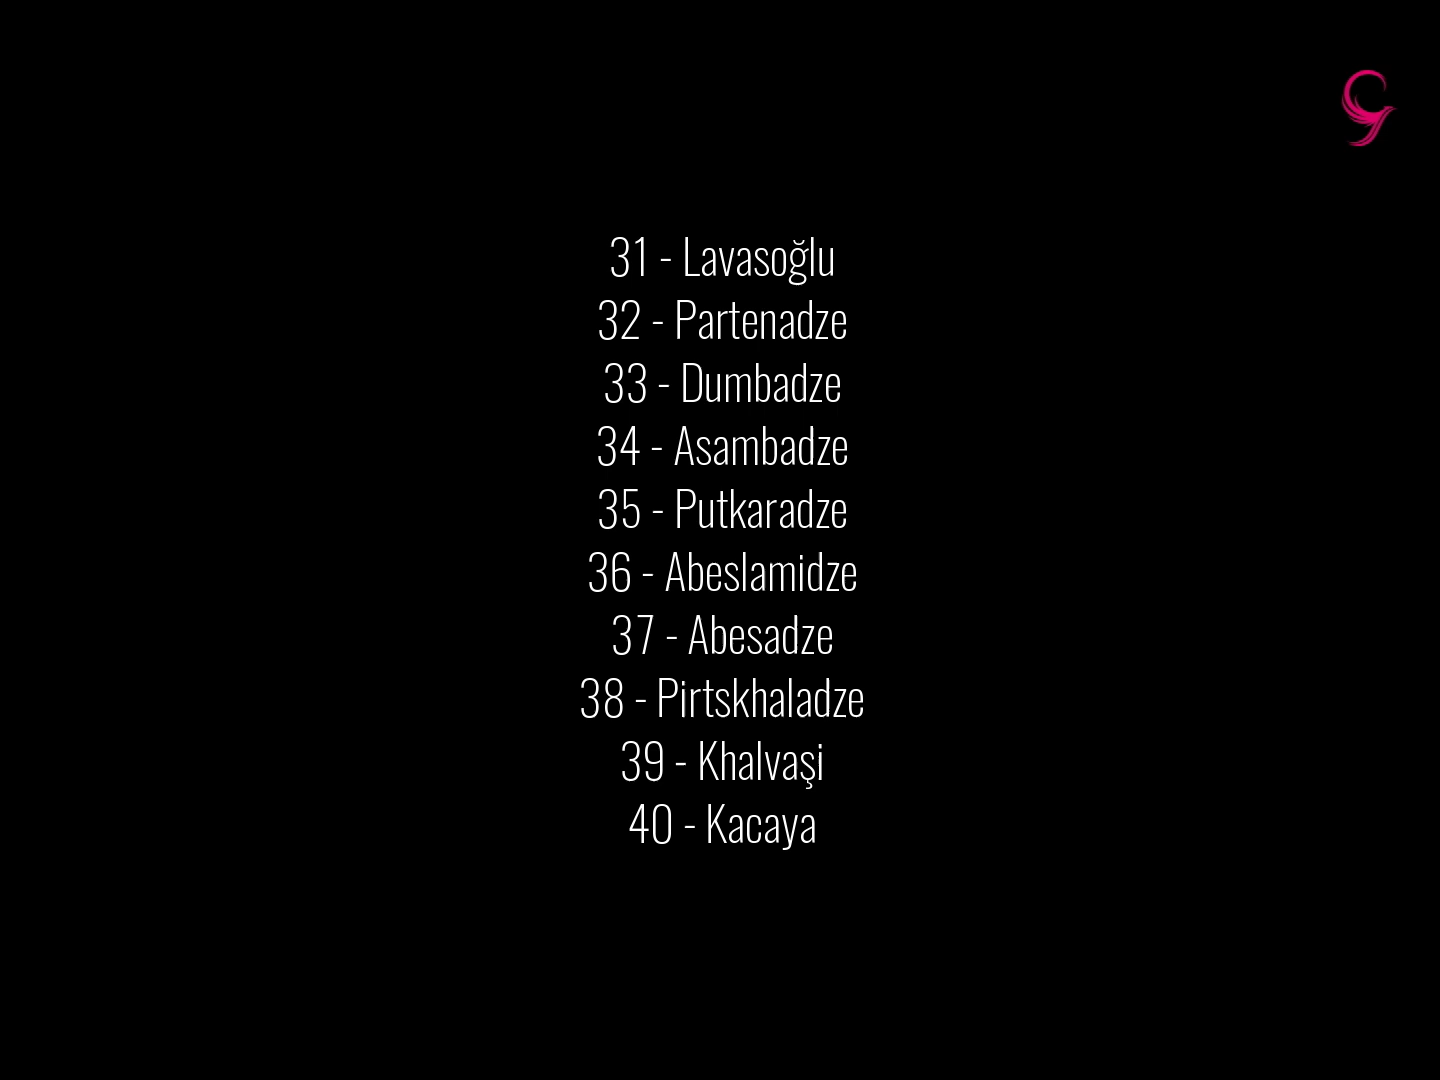 31 - Lavasoğlu
32 - Partenadze
33 - Dumbadze
34 - Asambadze
35 - Putkaradze
36 - Abeslamidze
37 - Abesadze
38 - Pirtskhaladze
39 - Khalvaşi
40 - Kacaya